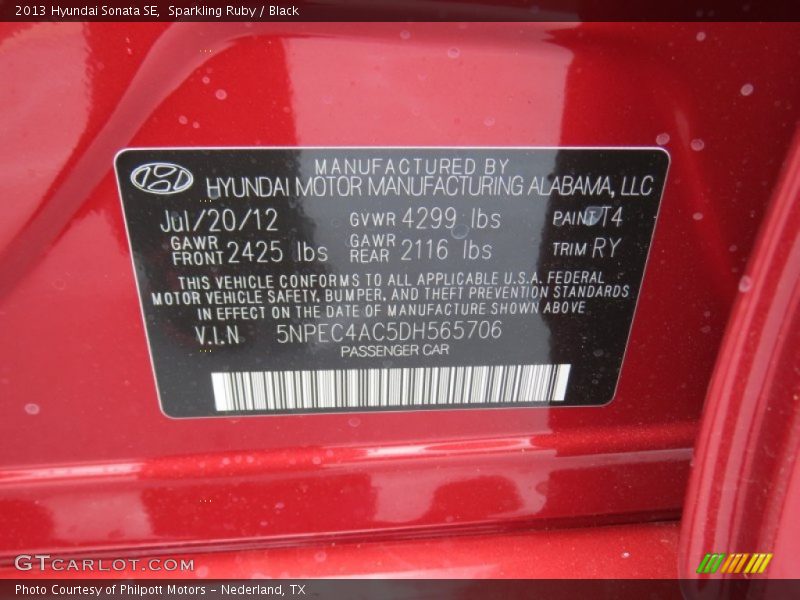 2013 Hyundai Sonata SE, Sparkling Ruby / Black
MANUFACTURED BY
HYUNDAI MOTOR MANUFACTURING ALABAMA, LLC
Jul/20/12 GVWR 4299 lbs PAINT T4
GAWR FRONT 2425 lbs GAWR REAR 2116 lbs TRIM RY
THIS VEHICLE CONFORMS TO ALL APPLICABLE U.S.A. FEDERAL
MOTOR VEHICLE SAFETY, BUMPER, AND THEFT PREVENTION STANDARDS
IN EFFECT ON THE DATE OF MANUFACTURE SHOWN ABOVE
V.I.N 5NPEC4AC5DH565706
PASSENGER CAR
GTCARLOT.COM
Photo Courtesy of Philpott Motors - Nederland, TX